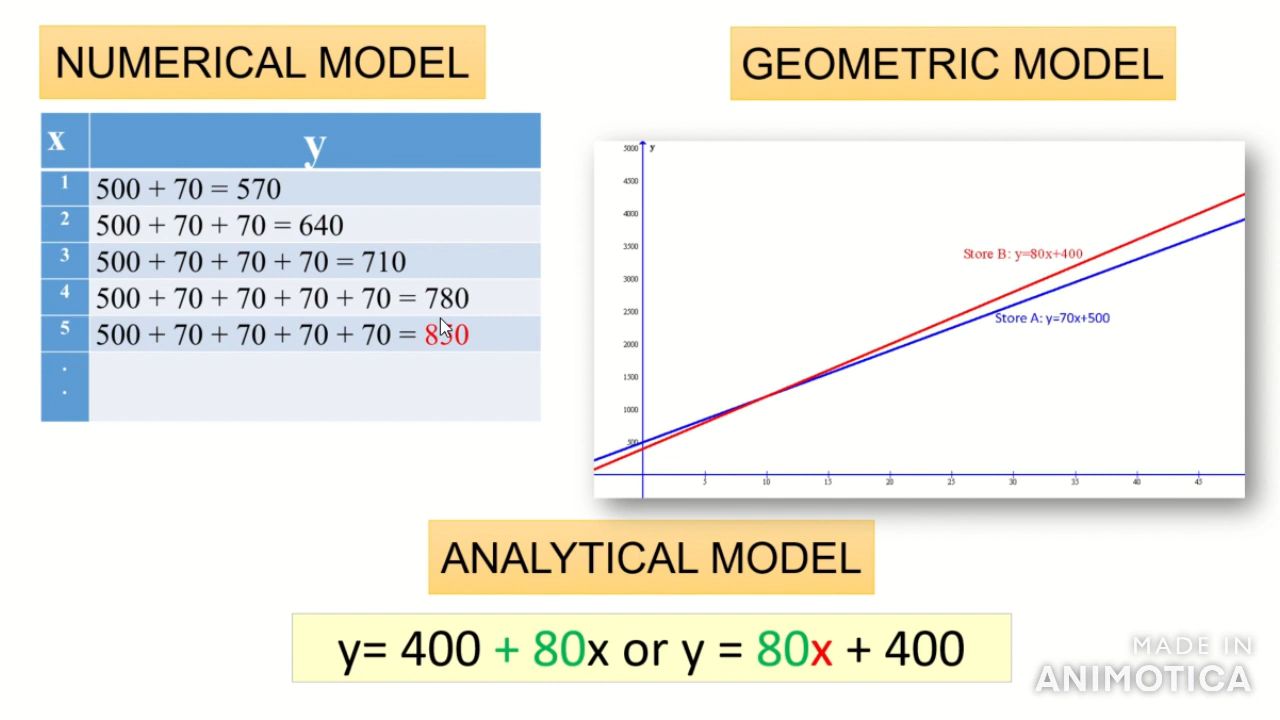 NUMERICAL MODEL
x y
1 500 + 70 = 570
2 500 + 70 + 70 = 640
3 500 + 70 + 70 + 70 = 710
4 500 + 70 + 70 + 70 + 70 = 780
5 500 + 70 + 70 + 70 + 70 = 850
.
.
GEOMETRIC MODEL
y
5000
4500
4000
3500
3000
2500
2000
1500
1000
500
5 10 15 20 25 30 35 40 45
Store B: y=80x+400
Store A: y=70x+500
ANALYTICAL MODEL
y= 400 + 80x or y = 80x + 400
MADE IN
ANIMOTICA